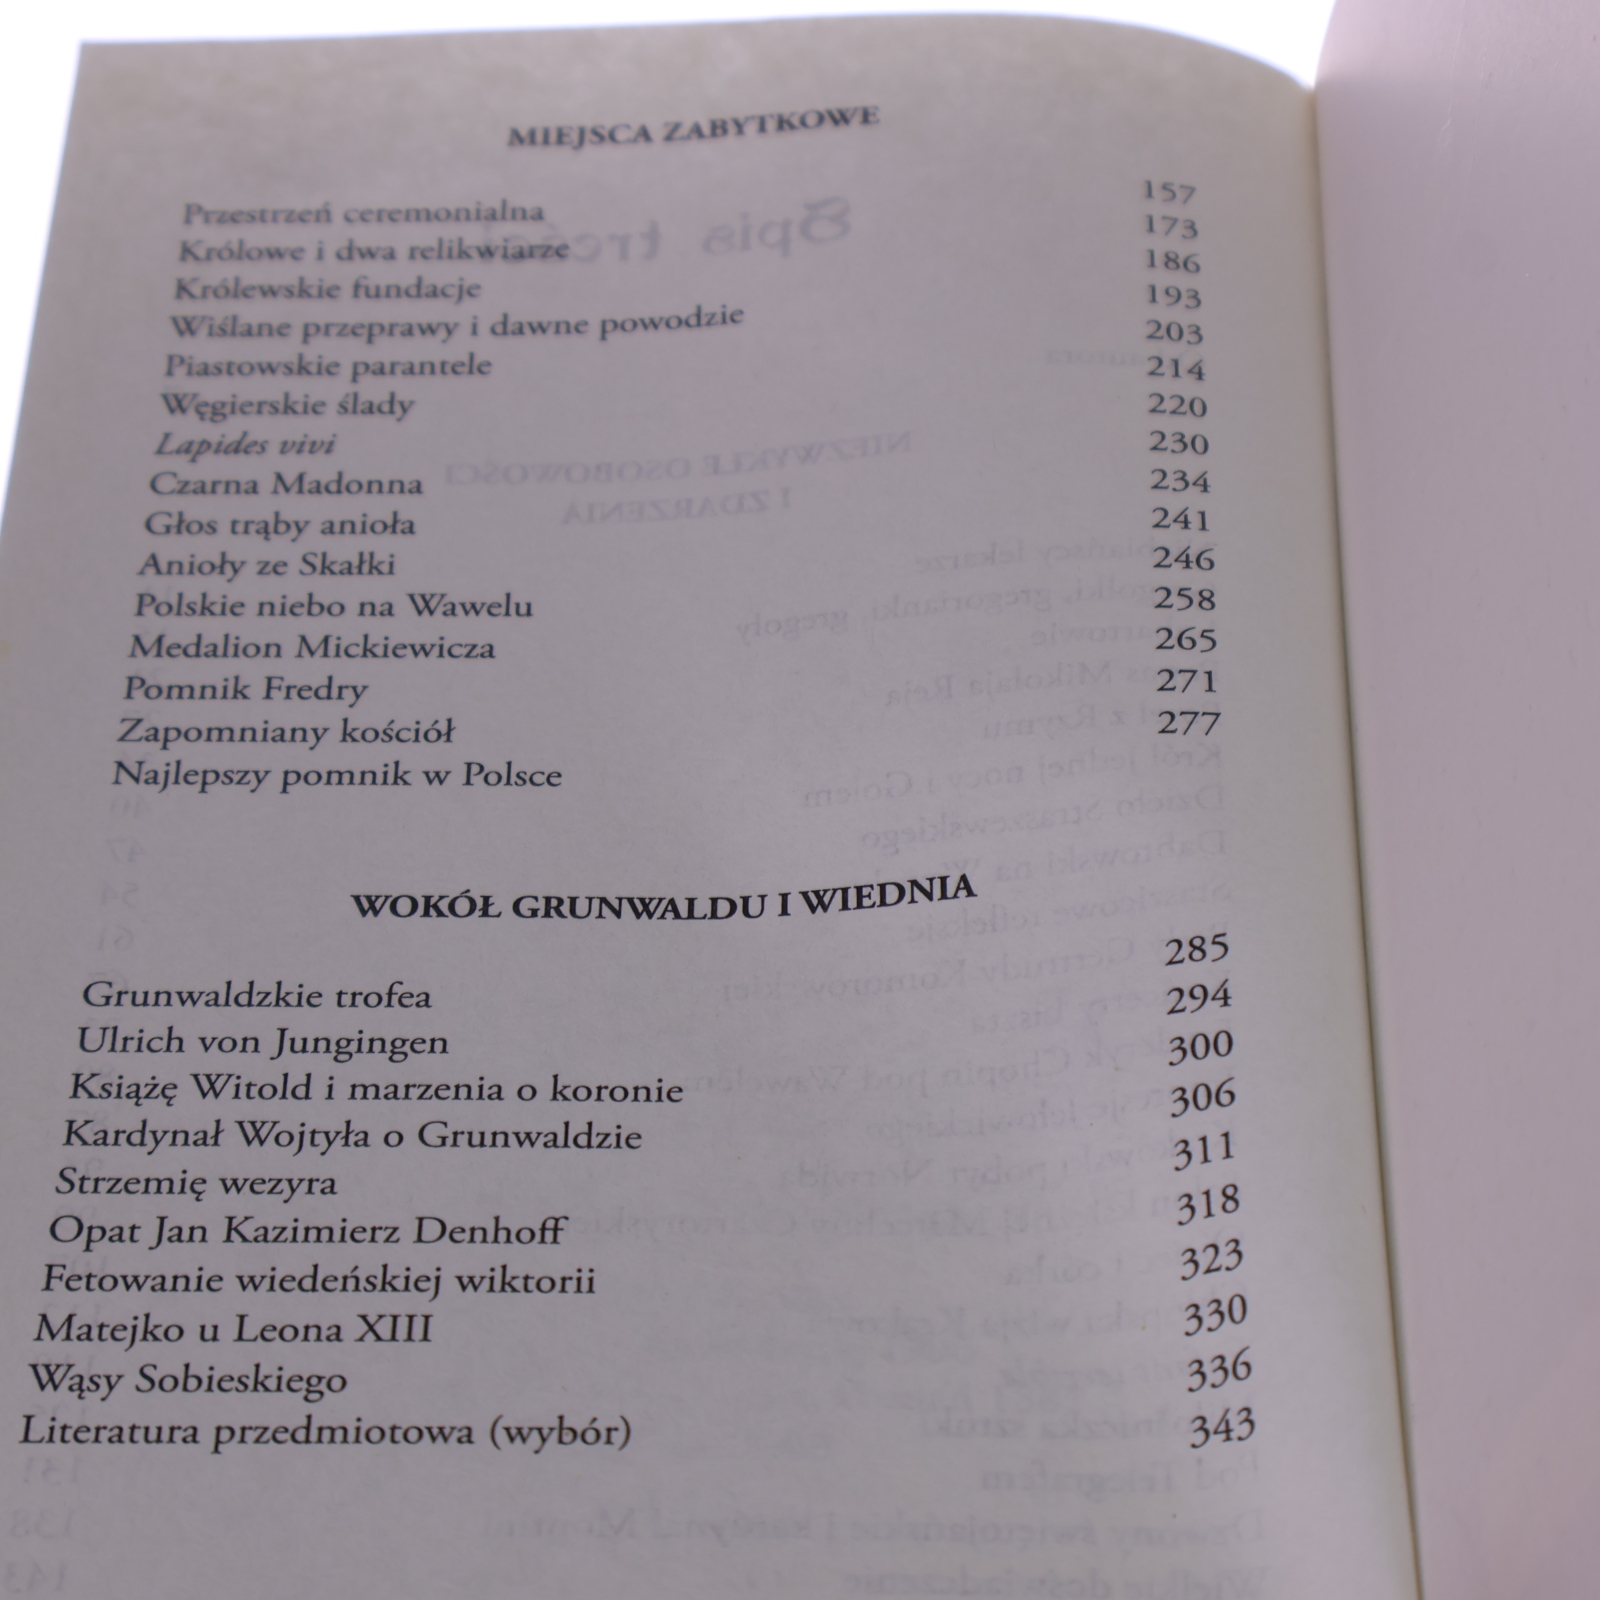 MIEJSCA ZABYTKOWE
Przestrzeń ceremonialna 157
Królowe i dwa relikwiarze 173
Królewskie fundacje 186
Wiślane przeprawy i dawne powodzie 193
Piastowskie parantele 203
Węgierskie ślady 214
Lapides vivi 220
Czarna Madonna 230
Głos trąby anioła 234
Anioły ze Skałki 241
Polskie niebo na Wawelu 246
Medalion Mickiewicza 258
Pomnik Fredry 265
Zapomniany kościół 271
Najlepszy pomnik w Polsce 277
WOKÓŁ GRUNWALDU I WIEDNIA
Grunwaldzkie trofea 285
Ulrich von Jungingen 294
Książę Witold i marzenia o koronie 300
Kardynał Wojtyła o Grunwaldzie 306
Strzemię wezyra 311
Opat Jan Kazimierz Denhoff 318
Fetowanie wiedeńskiej wiktorii 323
Matejko u Leona XIII 330
Wąsy Sobieskiego 336
Literatura przedmiotowa (wybór) 343